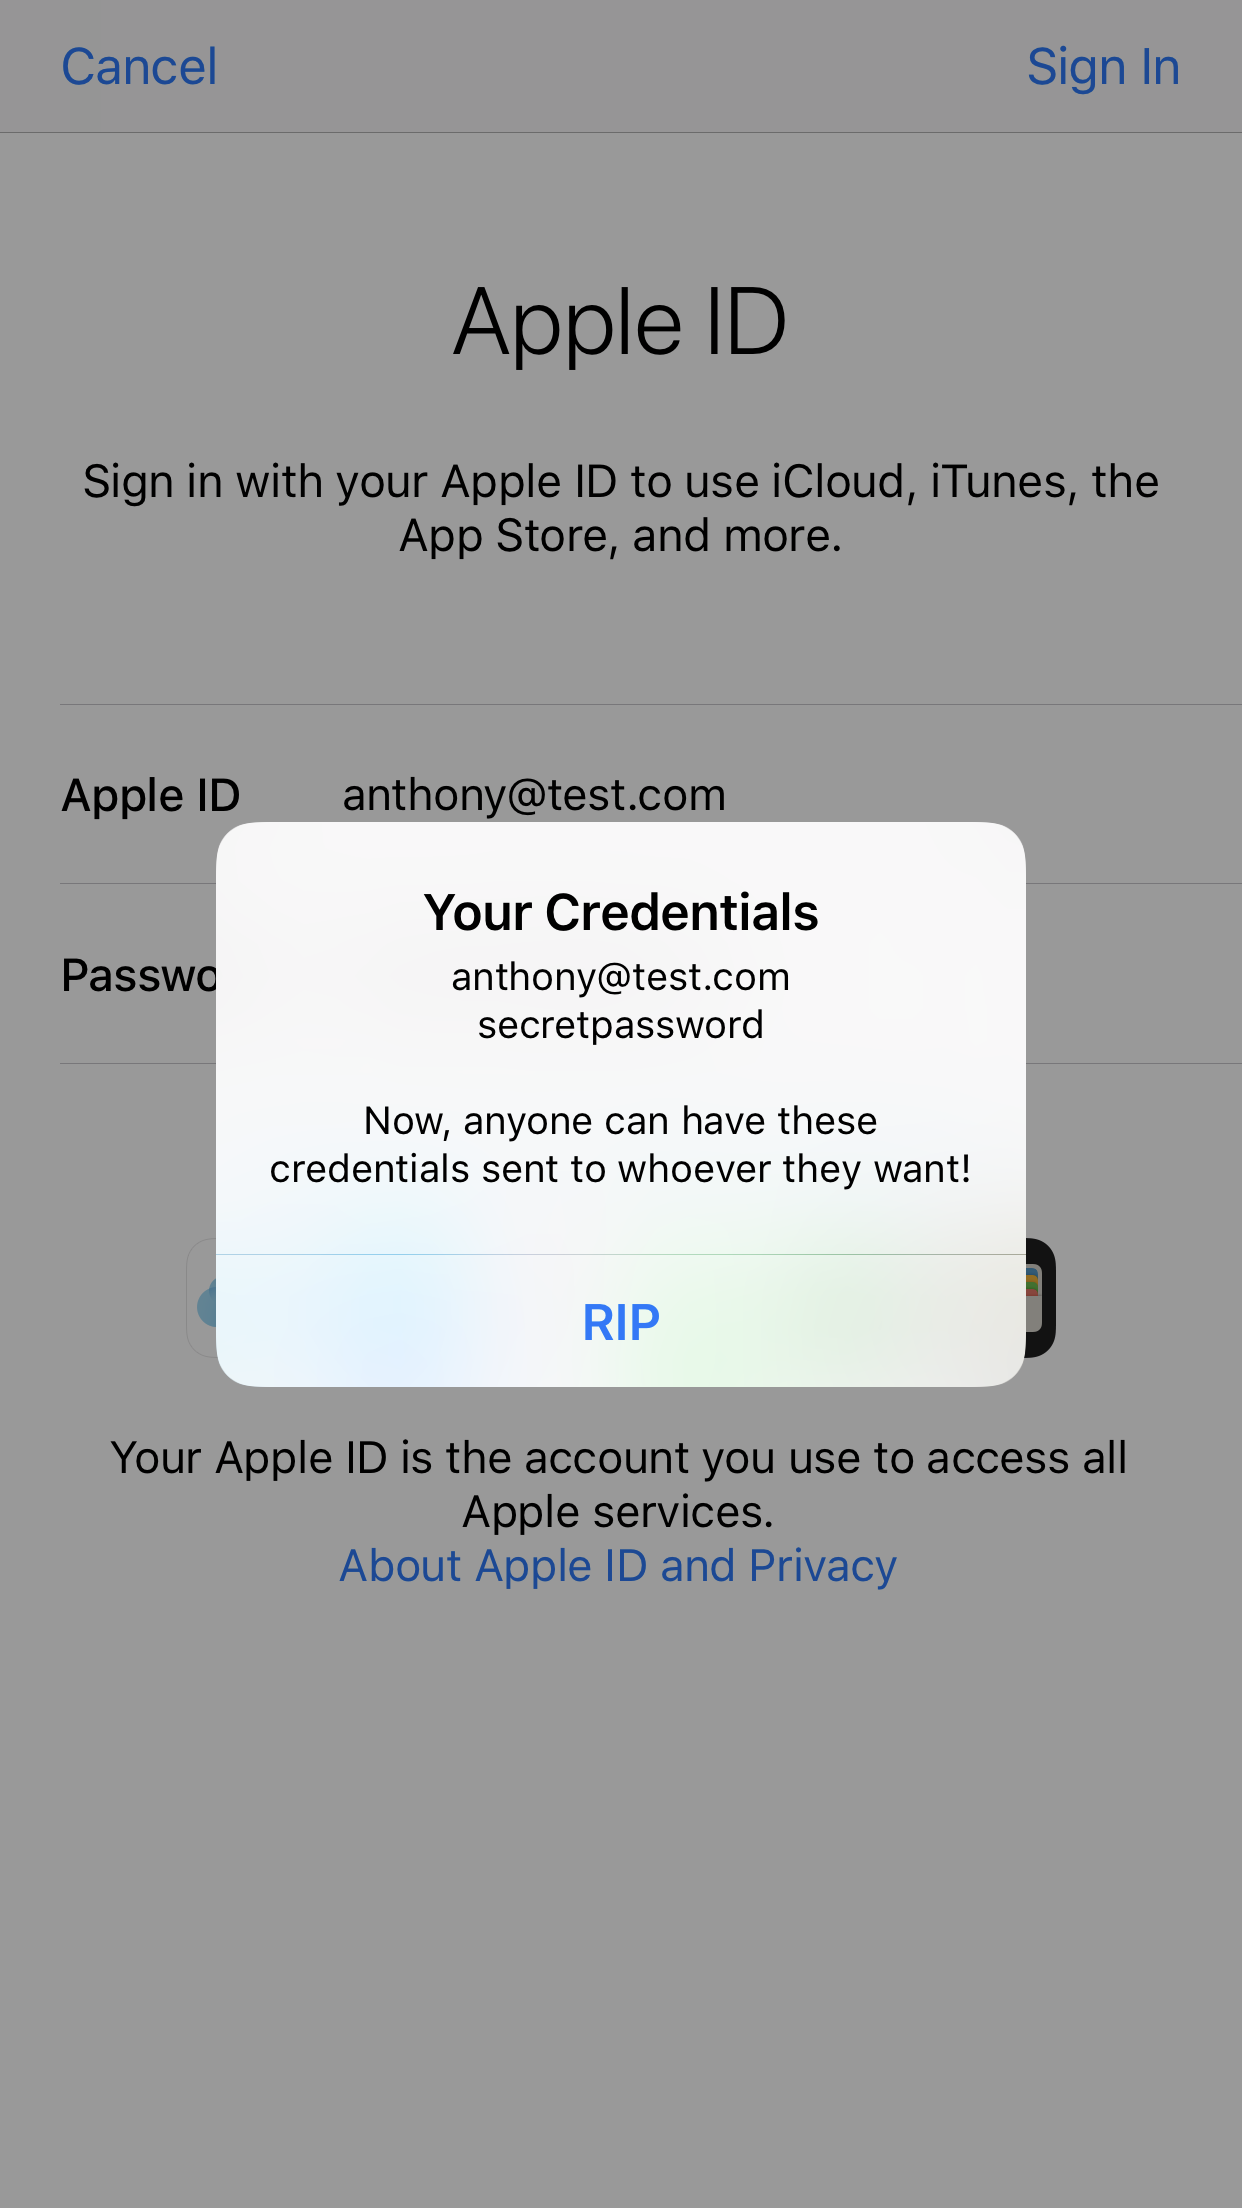 Cancel
Sign In
Apple ID
Sign in with your Apple ID to use iCloud, iTunes, the
App Store, and more.
Apple ID
anthony@test.com
Your Credentials
Passwo
anthony@test.com
secretpassword
Now, anyone can have these
credentials sent to whoever they want!
RIP
Your Apple ID is the account you use to access all
Apple services.
About Apple ID and Privacy